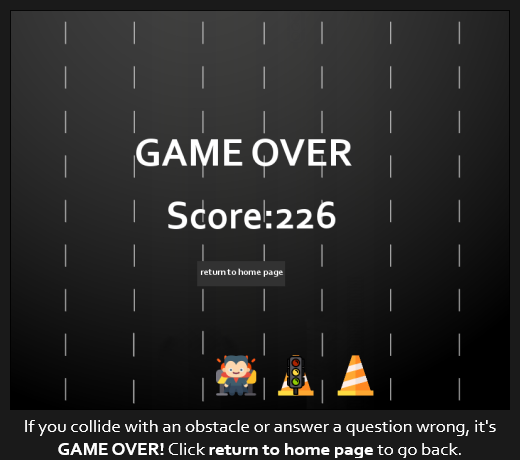 GAME OVER
Score:226
return to home page
If you collide with an obstacle or answer a question wrong, it's
GAME OVER! Click return to home page to go back.